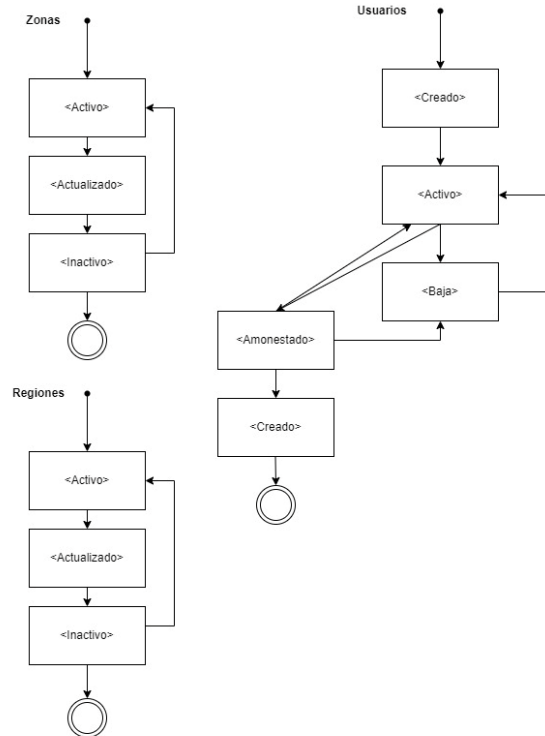 Zonas
<Activo>
<Actualizado>
<Inactivo>
Usuarios
<Creado>
<Activo>
<Baja>
<Amonestado>
<Creado>
Regiones
<Activo>
<Actualizado>
<Inactivo>